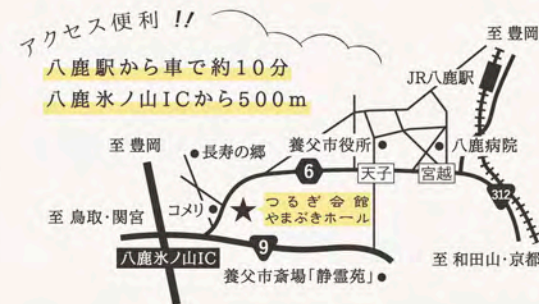 アクセス便利!!
八鹿駅から車で約10分
八鹿氷ノ山ICから500m
至 豊岡
JR八鹿駅
至 豊岡
長寿の郷
養父市役所
八鹿病院
6
天子
宮越
312
コメリ
つるぎ会館
やまぶきホール
至 鳥取・関宮
9
八鹿氷ノ山IC
至 和田山・京都
養父市斎場「静霊苑」